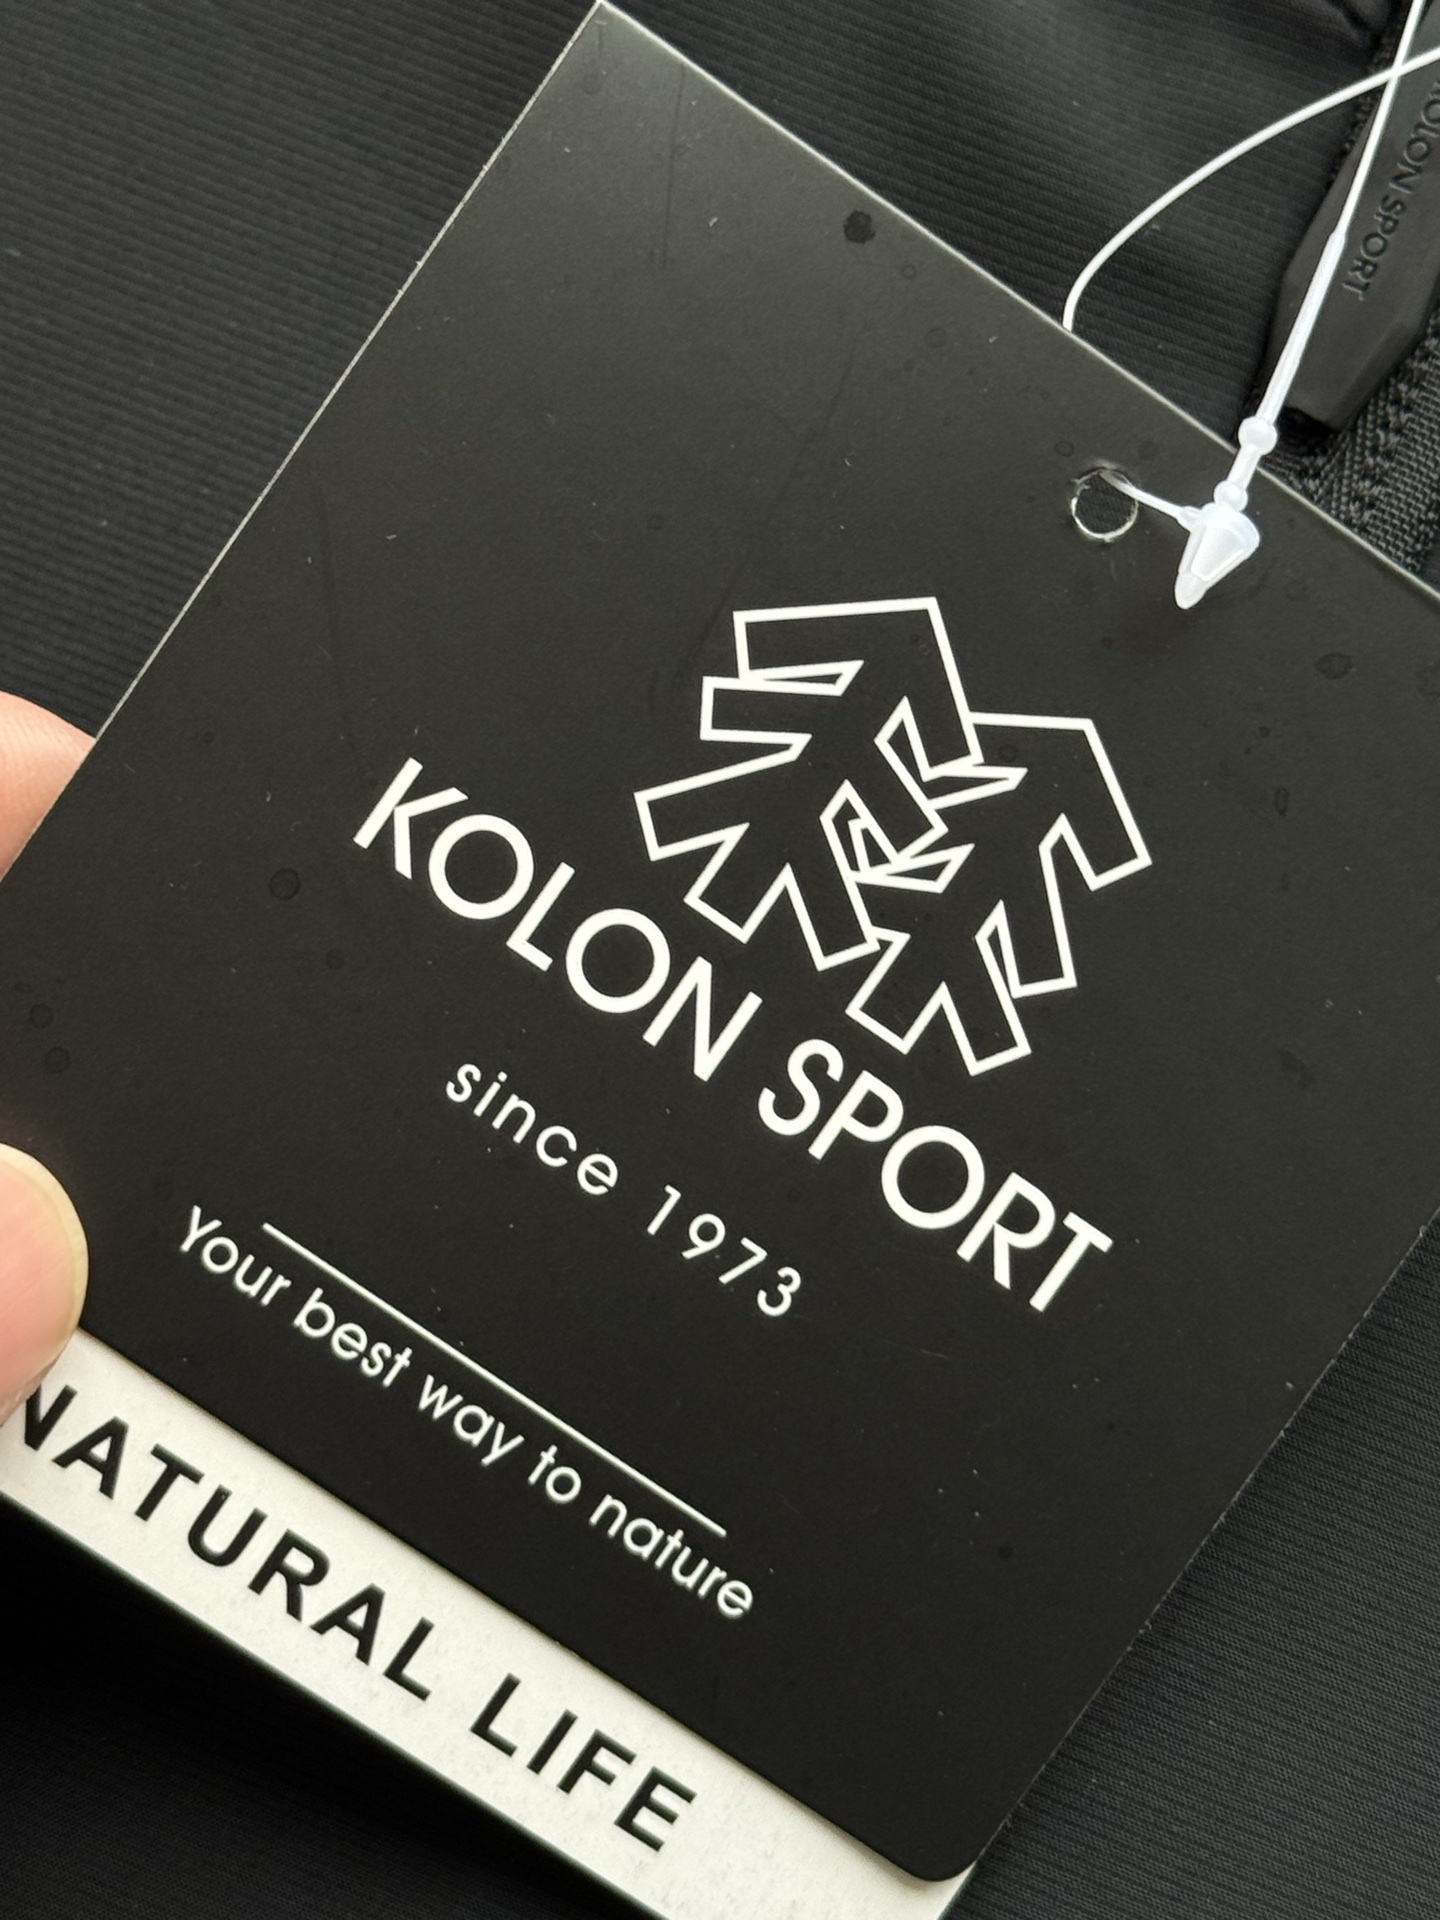 KOLON SPORT
KOLON SPORT
since 1973
Your best way to nature
NATURAL LIFE